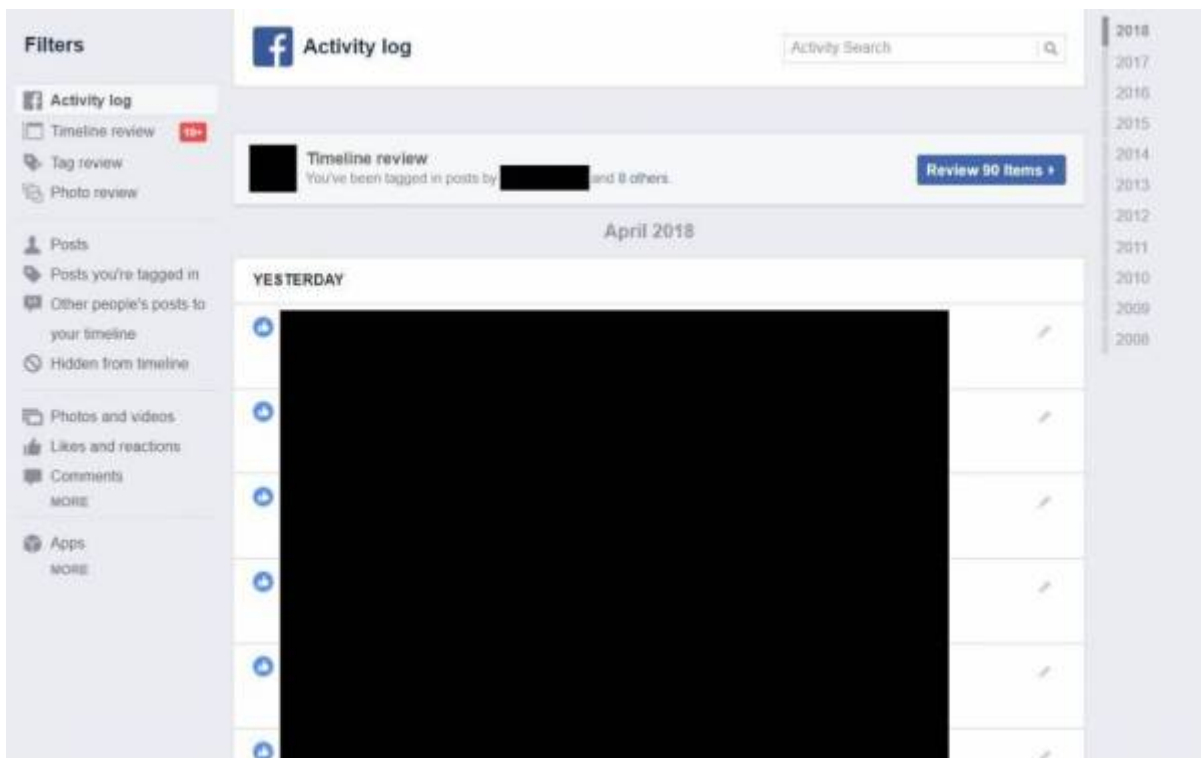 Filters
Activity log
Timeline review
Tag review
Photo review
Posts
Posts you're tagged in
Other people's posts to
your timeline
Hidden from timeline
Photos and videos
Likes and reactions
Comments
MORE
Apps
MORE
Activity log
Activity Search
Timeline review
You've been tagged in posts by and 8 others.
Review 90 Items
April 2018
YESTERDAY
2018
2017
2016
2015
2014
2013
2012
2011
2010
2009
2008